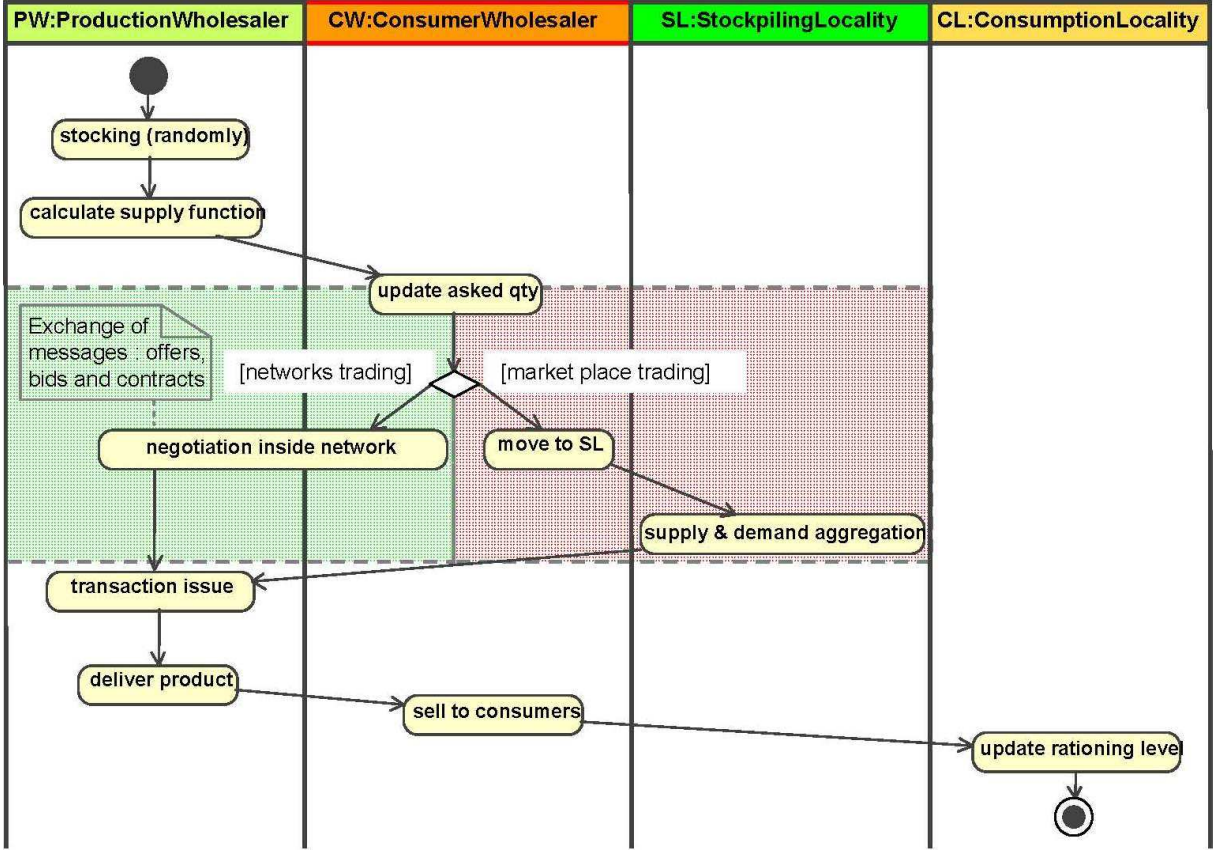 PW:ProductionWholesaler
CW:ConsumerWholesaler
SL:StockpilingLocality
CL:ConsumptionLocality
stocking (randomly)
calculate supply function
update asked qty
Exchange of
messages : offers,
bids and contracts
[networks trading]
[market place trading]
negotiation inside network
move to SL
supply & demand aggregation
transaction issue
deliver product
sell to consumers
update rationing level